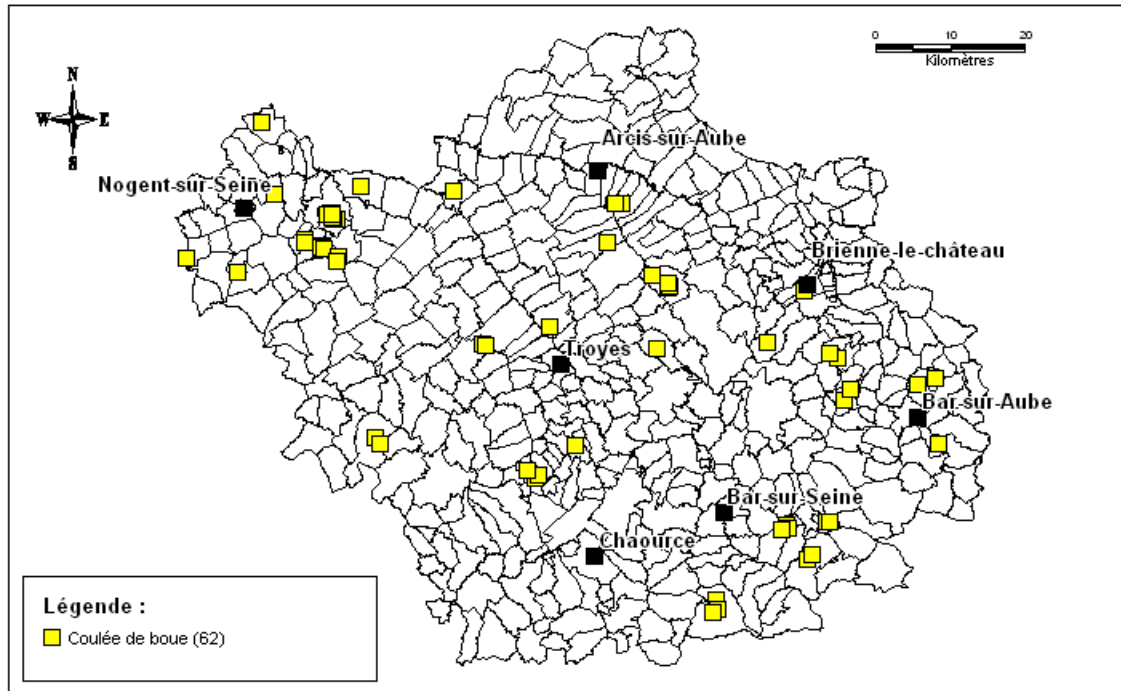 0 10 20
Kilomètres
N
W E
S
Arcis-sur-Aube
Nogent-sur-Seine
Brienne-le-château
Troyes
Bar-sur-Aube
Bar-sur-Seine
Chaource
Légende :
Coulée de boue (62)